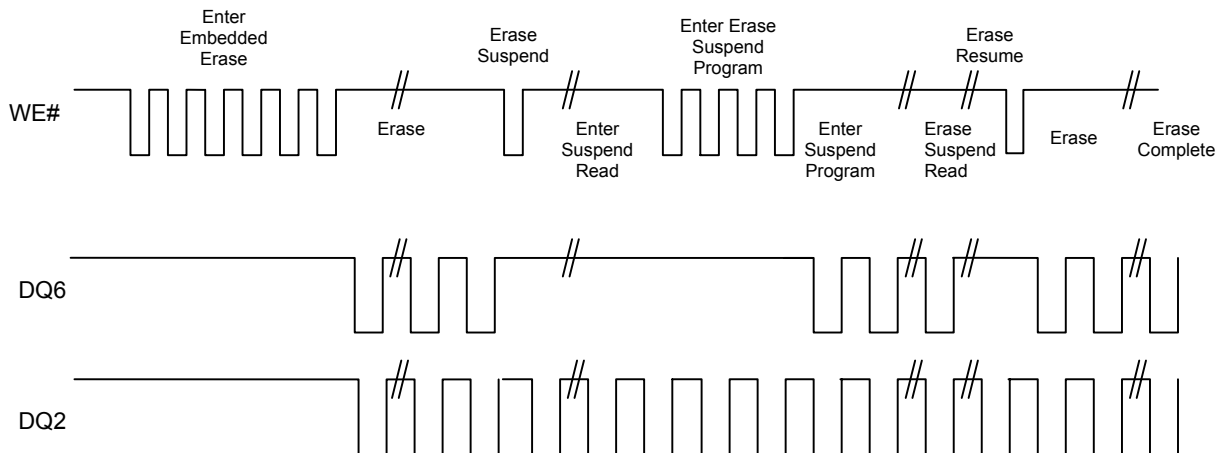 Enter
Embedded
Erase
Erase
Suspend
Enter Erase
Suspend
Program
Erase
Resume
WE#
Erase
Enter
Suspend
Read
Enter
Suspend
Program
Erase
Suspend
Read
Erase
Erase
Complete
DQ6
DQ2